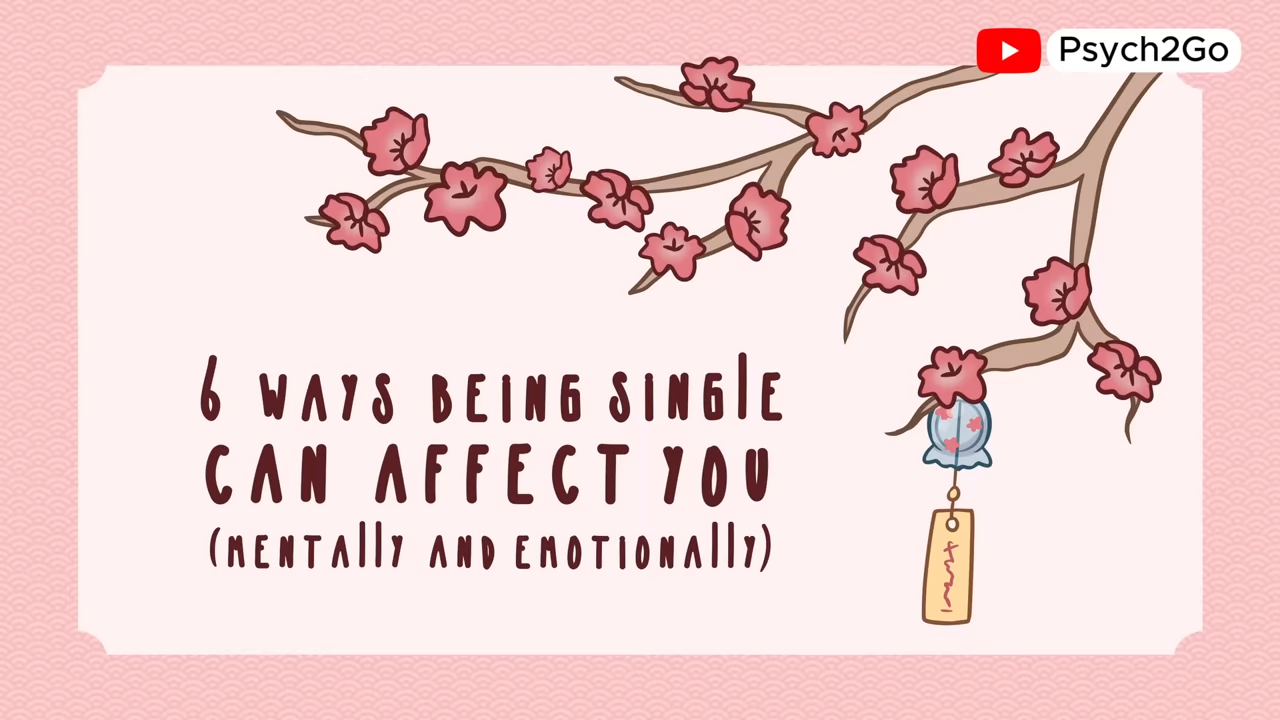 Psych2Go
6 WAYS BEING SINGLE
CAN AFFECT YOU
(MENTALLY AND EMOTIONALLY)